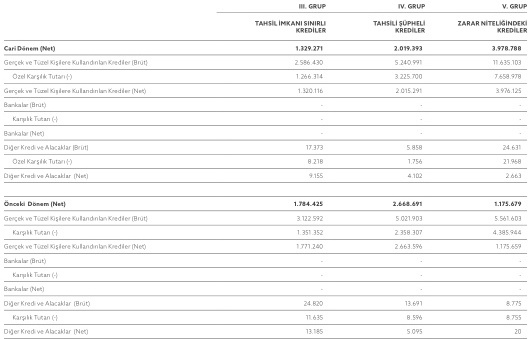 III. GRUP IV. GRUP V. GRUP
TAHSİL İMKANI SINIRLI KREDİLER TAHSİLİ ŞÜPHELİ KREDİLER ZARAR NİTELİĞİNDEKİ KREDİLER
Cari Dönem (Net) 1.329.271 2.019.393 3.978.788
Gerçek ve Tüzel Kişilere Kullandırılan Krediler (Brüt) 2.586.430 5.240.991 11.635.103
Özel Karşılık Tutarı (-) 1.266.314 3.225.700 7.658.978
Gerçek ve Tüzel Kişilere Kullandırılan Krediler (Net) 1.320.116 2.015.291 3.976.125
Bankalar (Brüt) - - -
Karşılık Tutarı (-) - - -
Bankalar (Net) - - -
Diğer Kredi ve Alacaklar (Brüt) 17.373 5.858 24.631
Özel Karşılık Tutarı (-) 8.218 1.756 21.968
Diğer Kredi ve Alacaklar (Net) 9.155 4.102 2.663
Önceki Dönem (Net) 1.784.425 2.668.691 1.175.679
Gerçek ve Tüzel Kişilere Kullandırılan Krediler (Brüt) 3.122.592 5.021.903 5.561.603
Karşılık Tutarı (-) 1.351.352 2.358.307 4.385.944
Gerçek ve Tüzel Kişilere Kullandırılan Krediler (Net) 1.771.240 2.663.596 1.175.659
Bankalar (Brüt) - - -
Karşılık Tutarı (-) - - -
Bankalar (Net) - - -
Diğer Kredi ve Alacaklar (Brüt) 24.820 13.691 8.775
Karşılık Tutarı (-) 11.635 8.596 8.755
Diğer Kredi ve Alacaklar (Net) 13.185 5.095 20